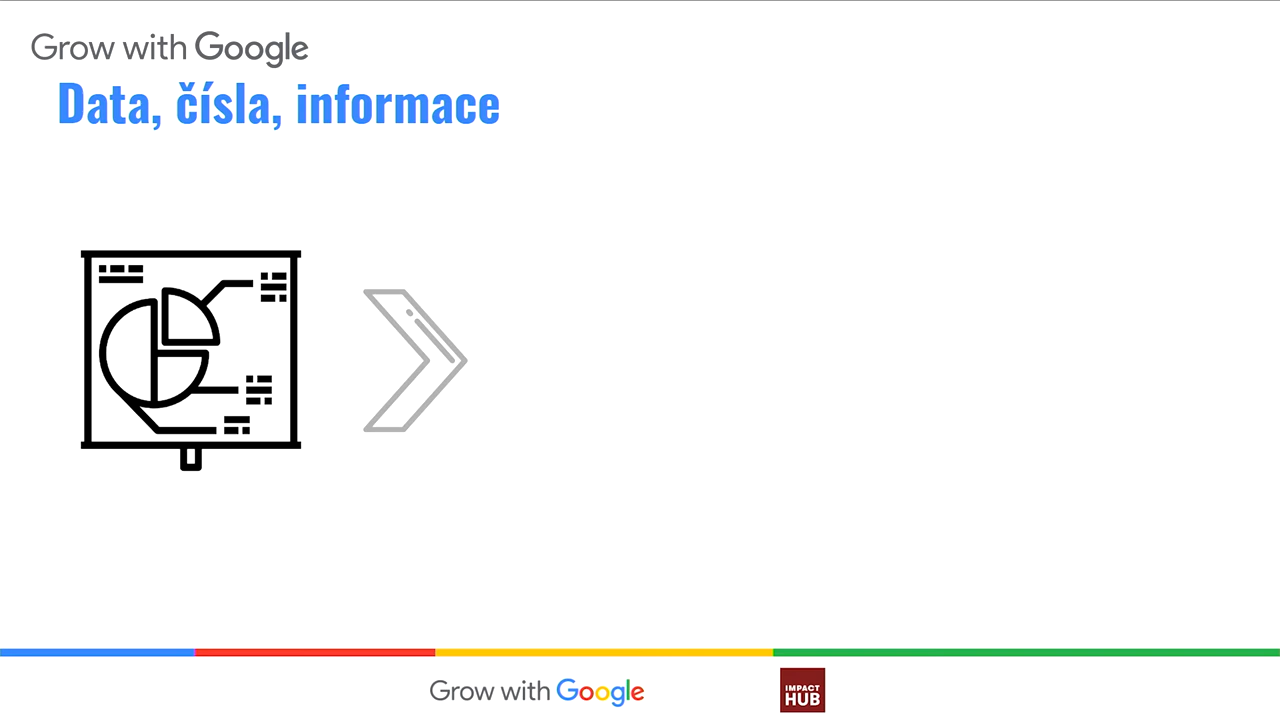 Grow with Google
Data, čísla, informace
Grow with Google
IMPACT
HUB